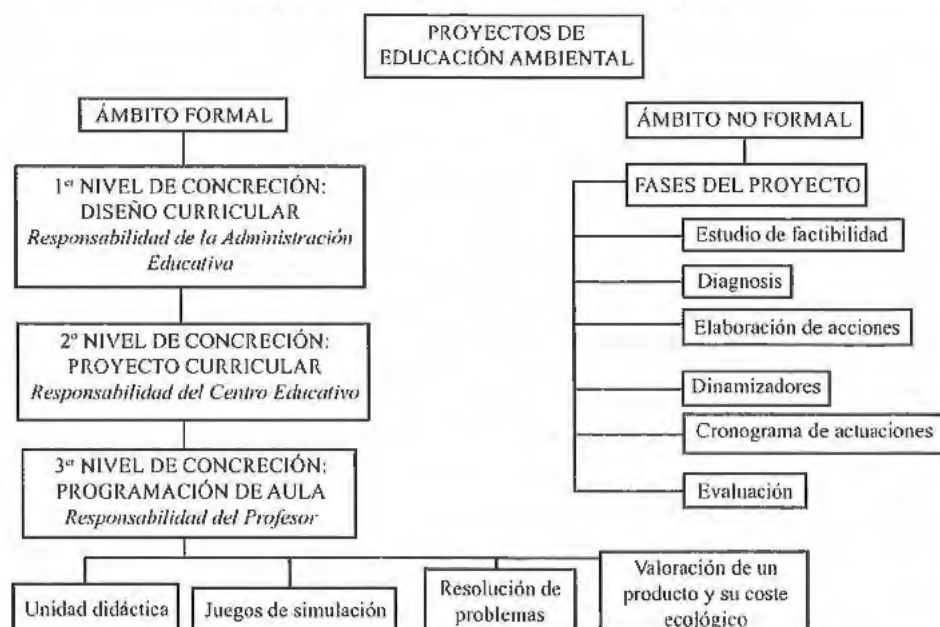 PROYECTOS DE
EDUCACIÓN AMBIENTAL
ÁMBITO FORMAL
1er NIVEL DE CONCRECIÓN:
DISEÑO CURRICULAR
Responsabilidad de la Administración
Educativa
2º NIVEL DE CONCRECIÓN:
PROYECTO CURRICULAR
Responsabilidad del Centro Educativo
3er NIVEL DE CONCRECIÓN:
PROGRAMACIÓN DE AULA
Responsabilidad del Profesor
Unidad didáctica
Juegos de simulación
Resolución de
problemas
Valoración de un
producto y su coste
ecológico
ÁMBITO NO FORMAL
FASES DEL PROYECTO
Estudio de factibilidad
Diagnosis
Elaboración de acciones
Dinamizadores
Cronograma de actuaciones
Evaluación